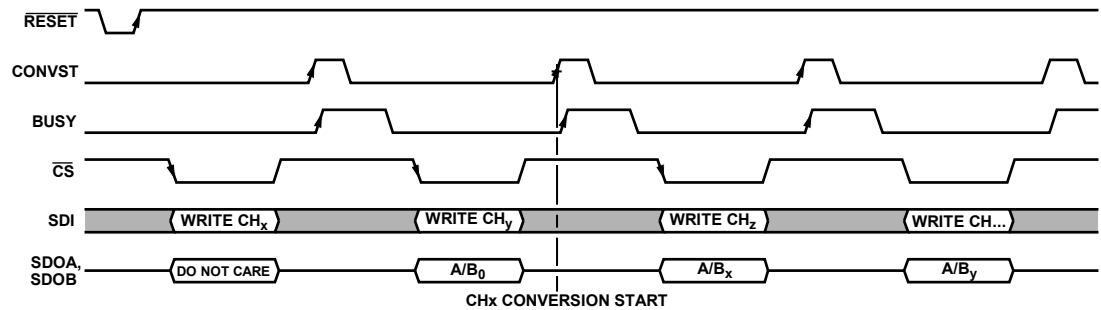 RESET
CONVST
BUSY
CS
SDI WRITE CHx WRITE CHy WRITE CHz WRITE CH...
SDOA,
SDOB DO NOT CARE A/B0 A/Bx A/By
CHx CONVERSION START